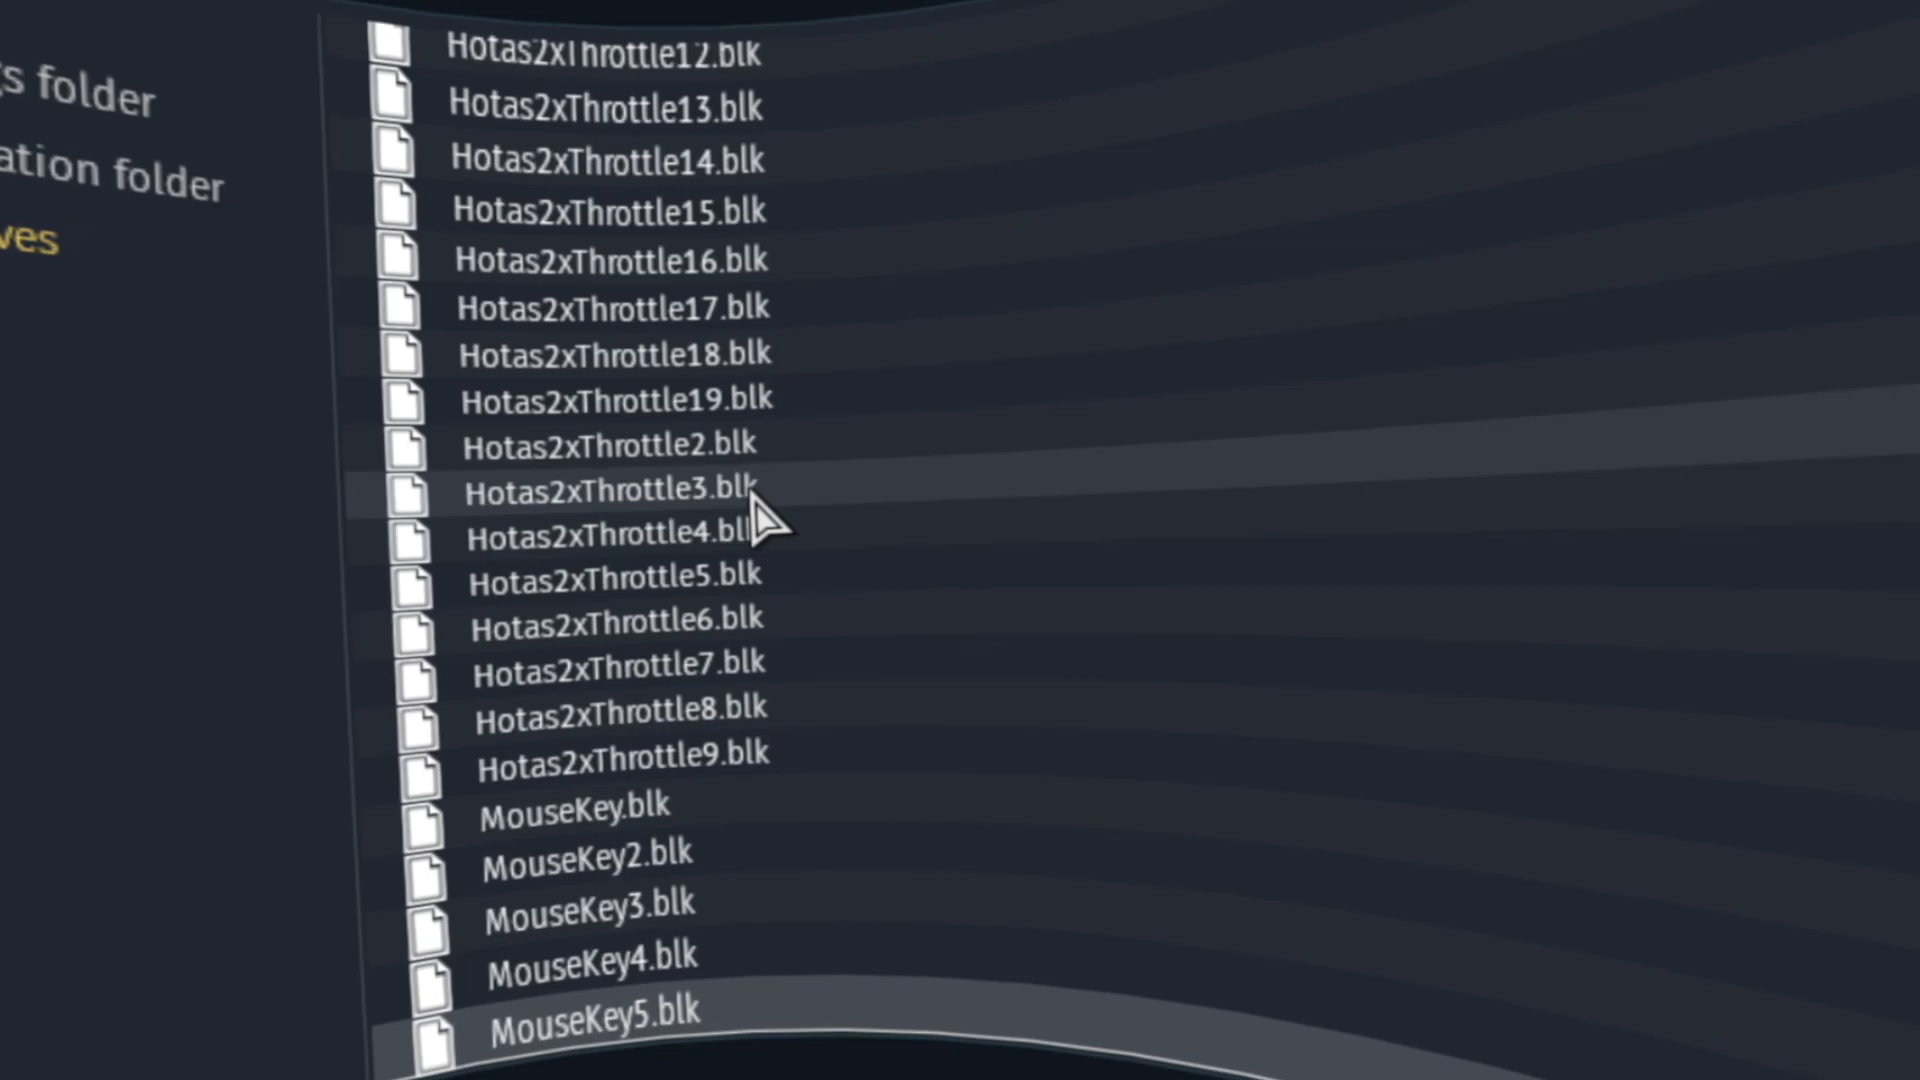 s folder
ation folder
ves
Hotas2xThrottle12.blk
Hotas2xThrottle13.blk
Hotas2xThrottle14.blk
Hotas2xThrottle15.blk
Hotas2xThrottle16.blk
Hotas2xThrottle17.blk
Hotas2xThrottle18.blk
Hotas2xThrottle19.blk
Hotas2xThrottle2.blk
Hotas2xThrottle3.blk
Hotas2xThrottle4.blk
Hotas2xThrottle5.blk
Hotas2xThrottle6.blk
Hotas2xThrottle7.blk
Hotas2xThrottle8.blk
Hotas2xThrottle9.blk
MouseKey.blk
MouseKey2.blk
MouseKey3.blk
MouseKey4.blk
MouseKey5.blk